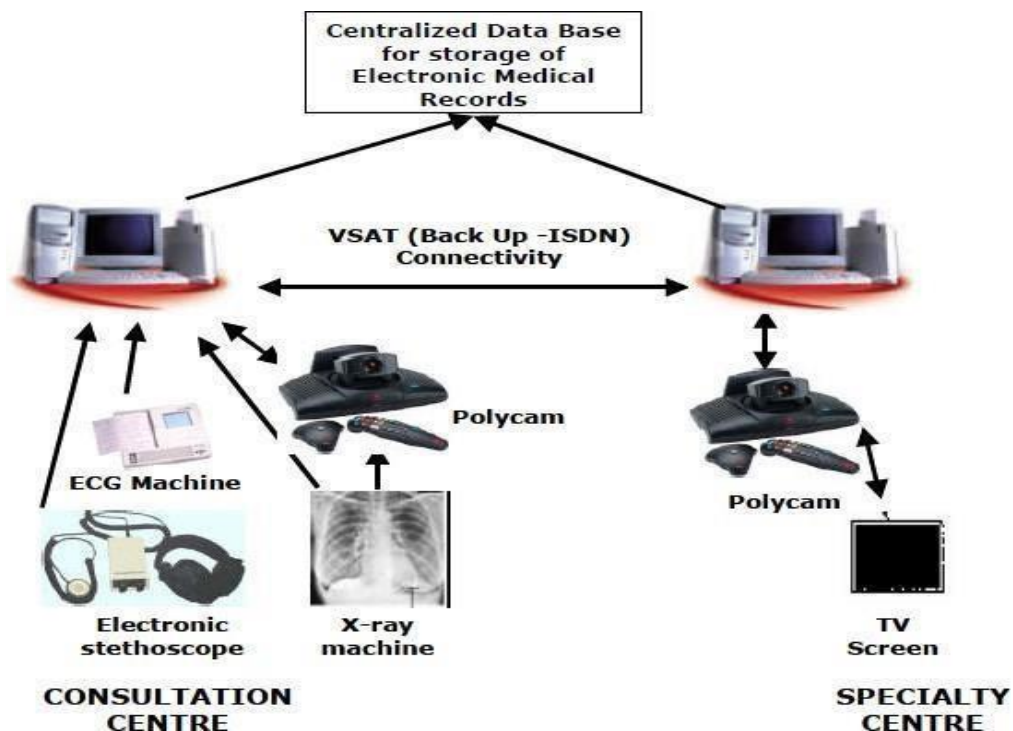 Centralized Data Base
for storage of
Electronic Medical
Records
VSAT (Back Up -ISDN)
Connectivity
Polycam
ECG Machine
Polycam
Electronic
stethoscope
X-ray
machine
TV
Screen
CONSULTATION
CENTRE
SPECIALTY
CENTRE